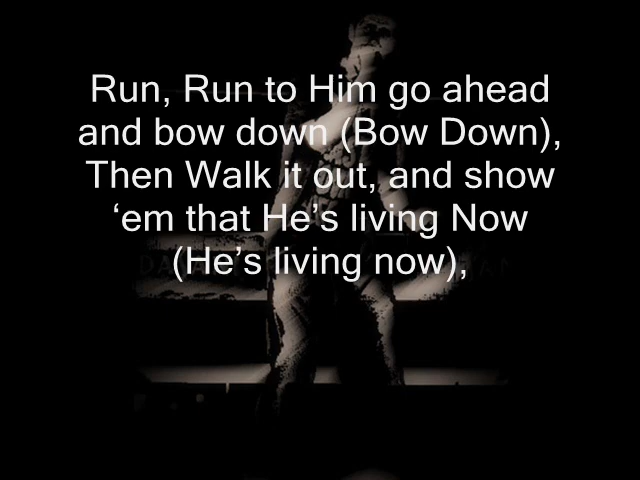 Run, Run to Him go ahead
and bow down (Bow Down),
Then Walk it out, and show
‘em that He’s living Now
(He’s living now),